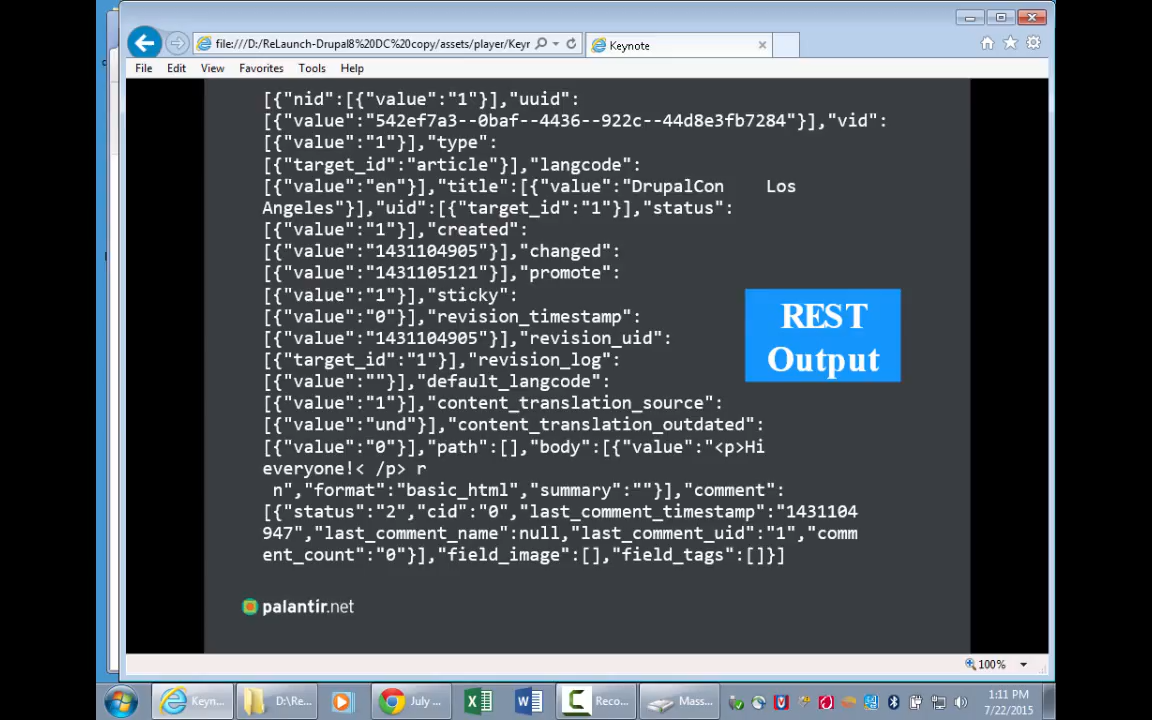 file:///D:/ReLaunch-Drupal8%20DC%20copy/assets/player/Keyr
Keynote
File Edit View Favorites Tools Help
[{"nid":[{"value":"1"}],"uuid":
[{"value":"542ef7a3--0baf--4436--922c--44d8e3fb7284"}],"vid":
[{"value":"1"}],"type":
[{"target_id":"article"}],"langcode":
[{"value":"en"}],"title":[{"value":"DrupalCon Los
Angeles"}],"uid":[{"target_id":"1"}],"status":
[{"value":"1"}],"created":
[{"value":"1431104905"}],"changed":
[{"value":"1431105121"}],"promote":
[{"value":"1"}],"sticky":
[{"value":"0"}],"revision_timestamp":
[{"value":"1431104905"}],"revision_uid":
[{"target_id":"1"}],"revision_log":
[{"value":""}],"default_langcode":
[{"value":"1"}],"content_translation_source":
[{"value":"und"}],"content_translation_outdated":
[{"value":"0"}],"path":[],"body":[{"value":"<p>Hi
everyone!< /p> r
n","format":"basic_html","summary":""}],"comment":
[{"status":"2","cid":"0","last_comment_timestamp":"1431104
947","last_comment_name":null,"last_comment_uid":"1","comm
ent_count":"0"}],"field_image":[],"field_tags":[]}]
REST
Output
palantir.net
100%
Keyn... D:\Re... July ... Reco... Mass...
1:11 PM
7/22/2015